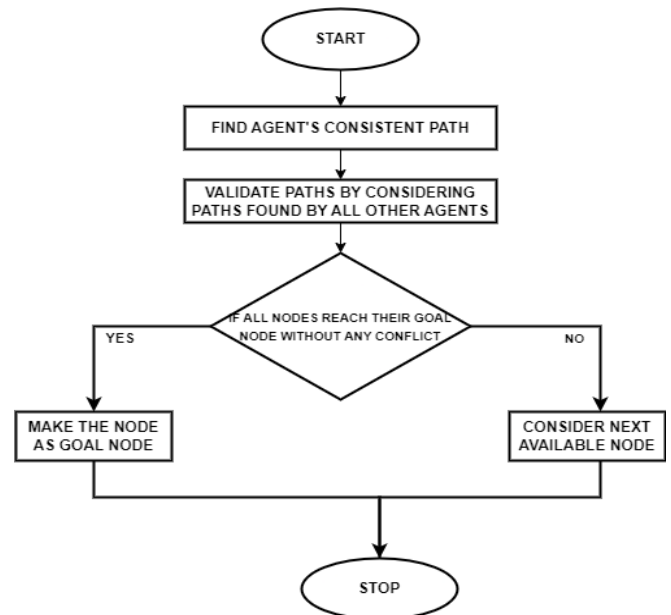 START
FIND AGENT'S CONSISTENT PATH
VALIDATE PATHS BY CONSIDERING
PATHS FOUND BY ALL OTHER AGENTS
IF ALL NODES REACH THEIR GOAL
NODE WITHOUT ANY CONFLICT
YES
NO
MAKE THE NODE
AS GOAL NODE
CONSIDER NEXT
AVAILABLE NODE
STOP